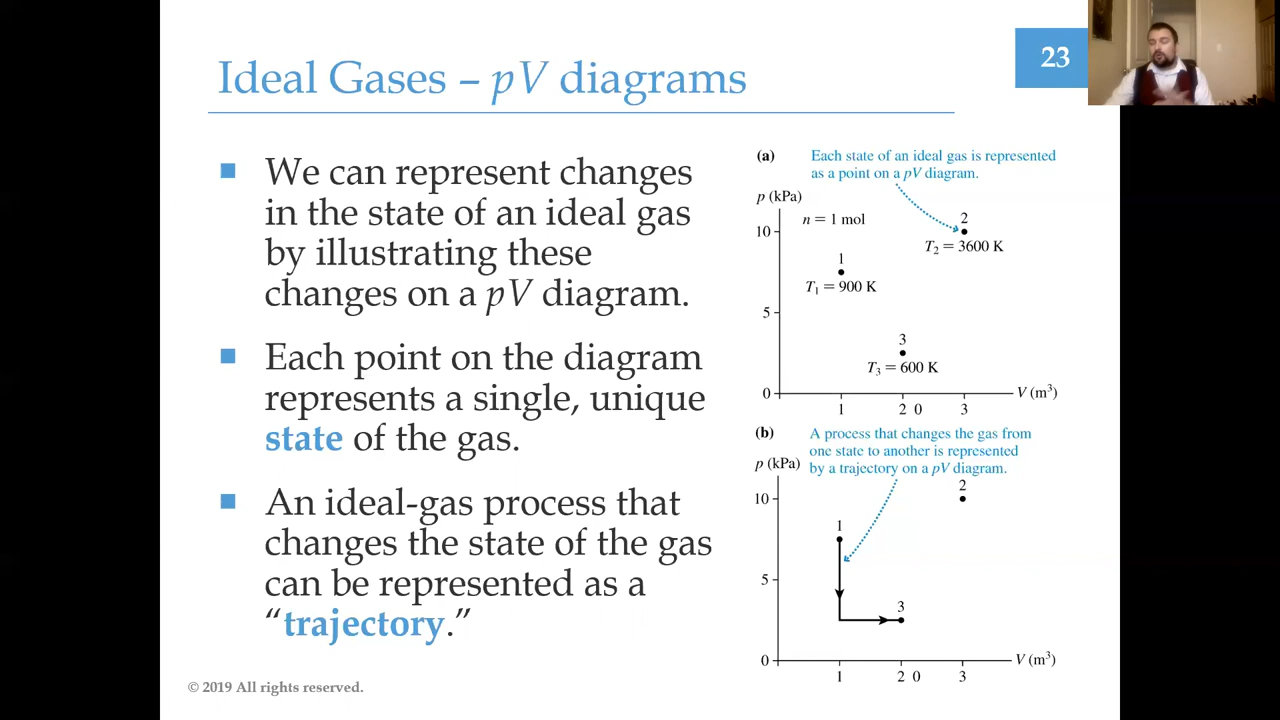 23
Ideal Gases – pV diagrams
We can represent changes
in the state of an ideal gas
by illustrating these
changes on a pV diagram.
Each point on the diagram
represents a single, unique
state of the gas.
An ideal-gas process that
changes the state of the gas
can be represented as a
“trajectory.”
(a) Each state of an ideal gas is represented
as a point on a pV diagram.
p (kPa)
n = 1 mol
2
10
T₂ = 3600 K
1
T₁ = 900 K
5
3
T₃ = 600 K
0
V (m³)
1 2 0 3
(b) A process that changes the gas from
one state to another is represented
p (kPa) by a trajectory on a pV diagram.
2
10
1
5
3
0
V (m³)
1 2 0 3
© 2019 All rights reserved.